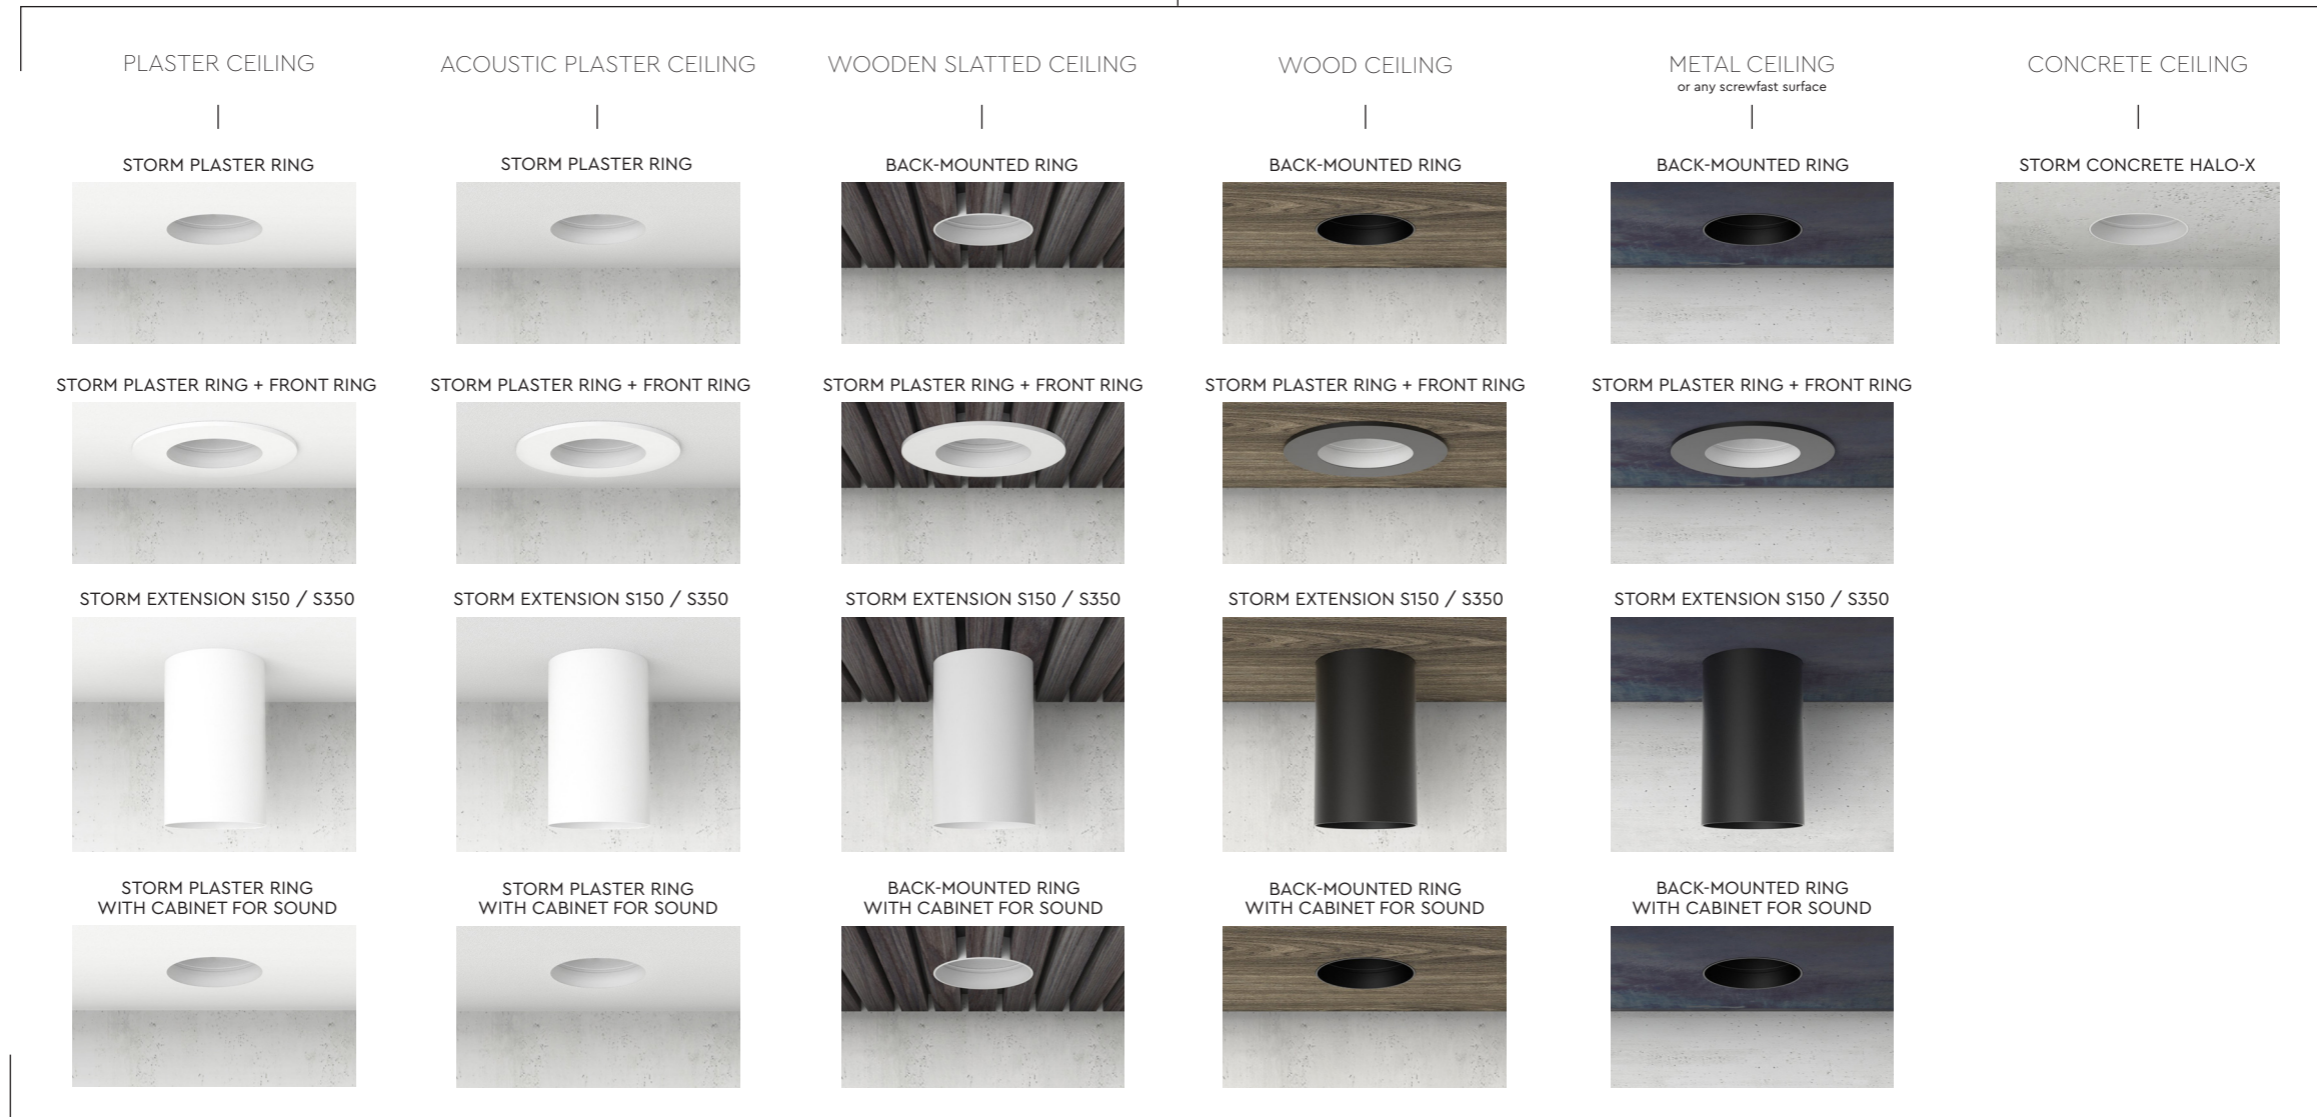 PLASTER CEILING
ACOUSTIC PLASTER CEILING
WOODEN SLATTED CEILING
WOOD CEILING
METAL CEILING
or any screwfast surface
CONCRETE CEILING
STORM PLASTER RING
STORM PLASTER RING
BACK-MOUNTED RING
BACK-MOUNTED RING
BACK-MOUNTED RING
STORM CONCRETE HALO-X
STORM PLASTER RING + FRONT RING
STORM PLASTER RING + FRONT RING
STORM PLASTER RING + FRONT RING
STORM PLASTER RING + FRONT RING
STORM PLASTER RING + FRONT RING
STORM EXTENSION S150 / S350
STORM EXTENSION S150 / S350
STORM EXTENSION S150 / S350
STORM EXTENSION S150 / S350
STORM EXTENSION S150 / S350
STORM PLASTER RING
WITH CABINET FOR SOUND
STORM PLASTER RING
WITH CABINET FOR SOUND
BACK-MOUNTED RING
WITH CABINET FOR SOUND
BACK-MOUNTED RING
WITH CABINET FOR SOUND
BACK-MOUNTED RING
WITH CABINET FOR SOUND